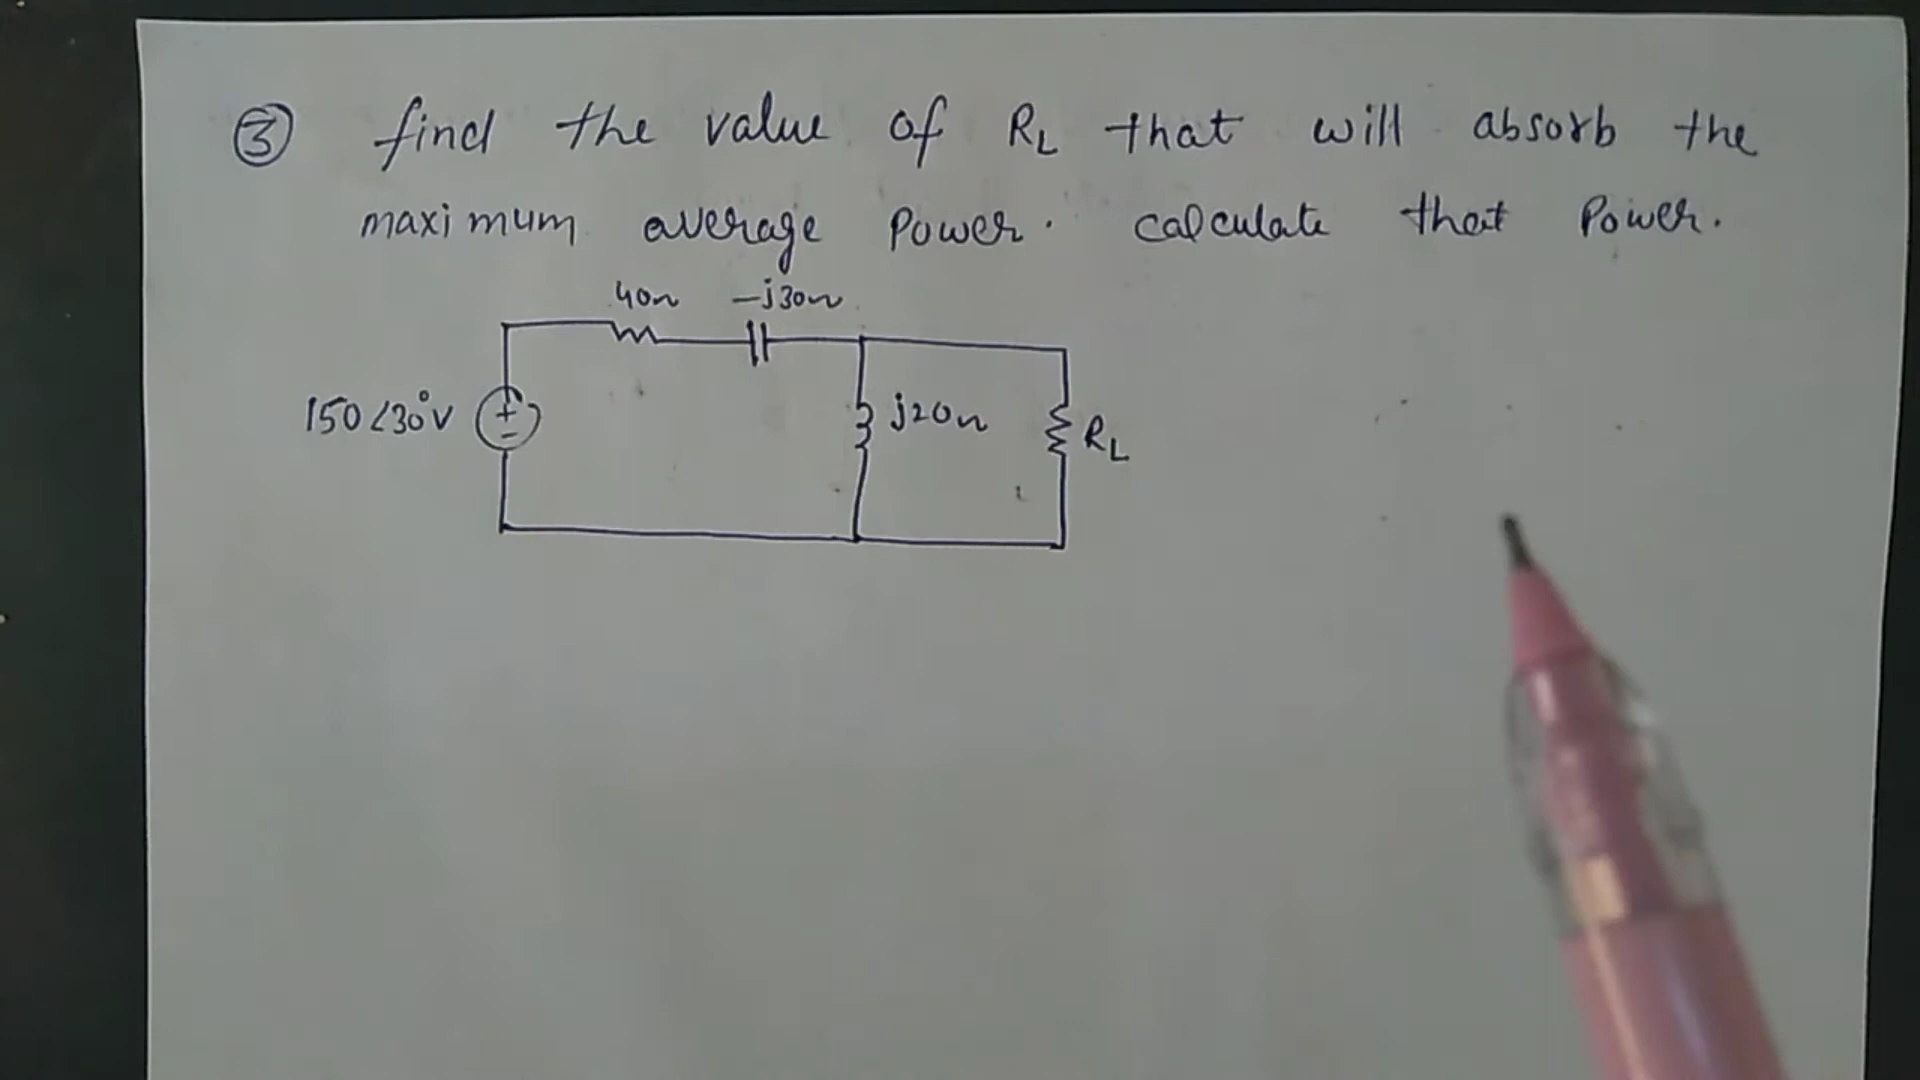 ③ find the value of RL that will absorb the
maximum average Power. calculate that Power.
40Ω -j30Ω
150∠30°V + - j20Ω RL